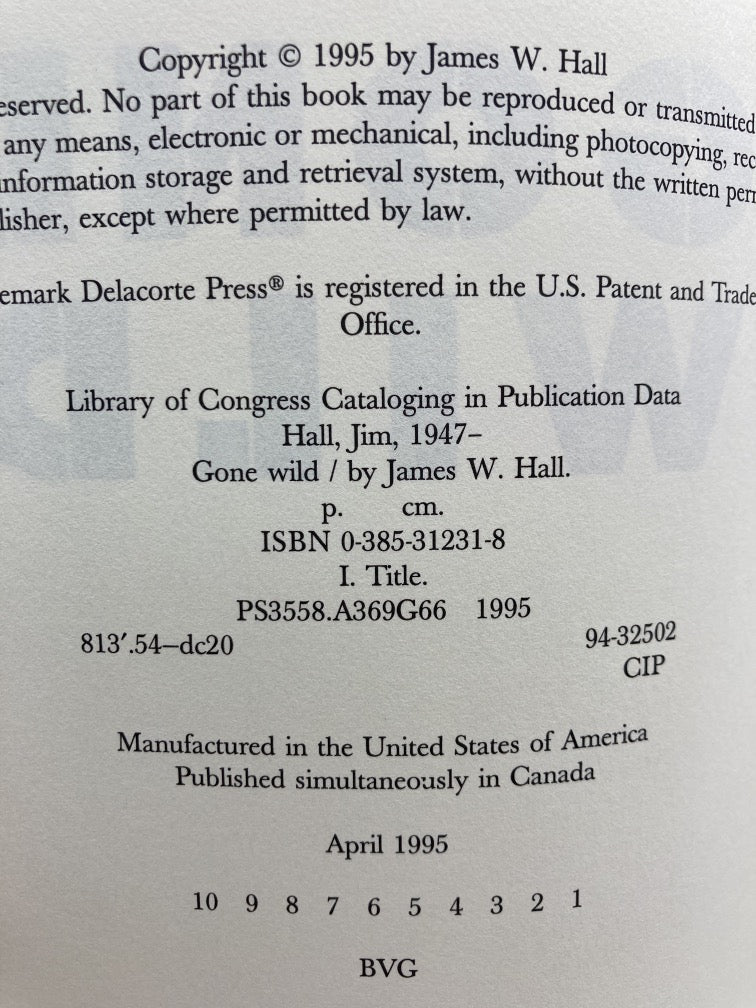 Copyright © 1995 by James W. Hall
eserved. No part of this book may be reproduced or transmitted
any means, electronic or mechanical, including photocopying, rec
nformation storage and retrieval system, without the written perm
lisher, except where permitted by law.
emark Delacorte Press® is registered in the U.S. Patent and Trade
Office.
Library of Congress Cataloging in Publication Data
Hall, Jim, 1947–
Gone wild / by James W. Hall.
p. cm.
ISBN 0-385-31231-8
I. Title.
PS3558.A369G66 1995
813′.54—dc20 94-32502
CIP
Manufactured in the United States of America
Published simultaneously in Canada
April 1995
10 9 8 7 6 5 4 3 2 1
BVG